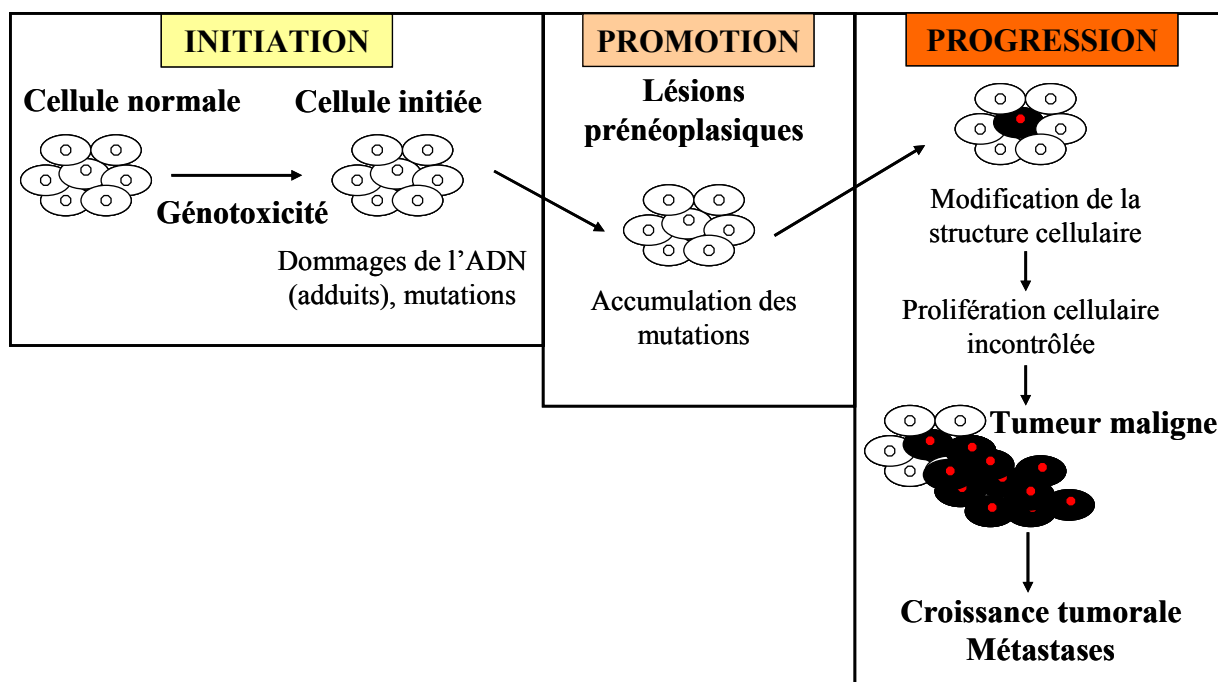 INITIATION
Cellule normale
Cellule initiée
Génotoxicité
Dommages de l’ADN
(adduits), mutations
PROMOTION
Lésions
prénéoplasiques
Accumulation des
mutations
PROGRESSION
Modification de la
structure cellulaire
Prolifération cellulaire
incontrôlée
Tumeur maligne
Croissance tumorale
Métastases